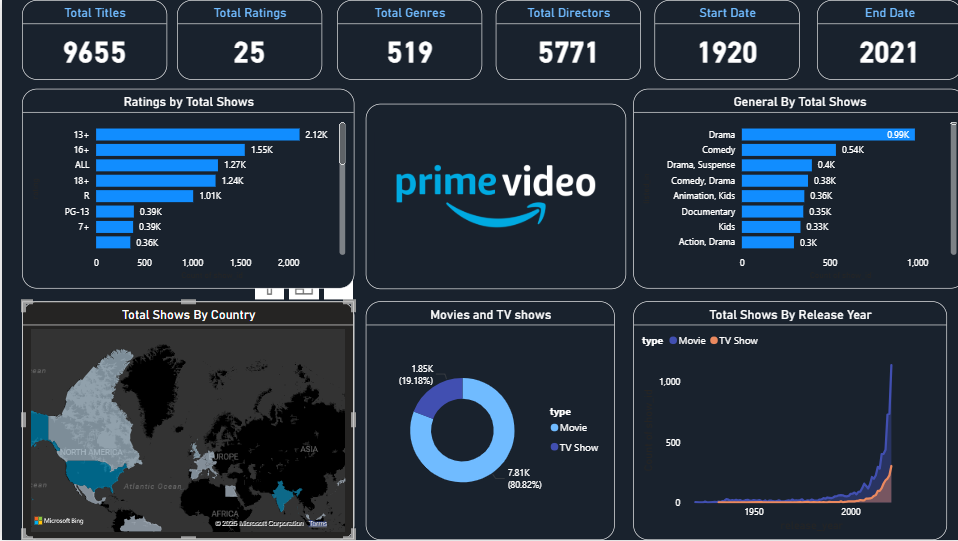 Total Titles
9655
Total Ratings
25
Total Genres
519
Total Directors
5771
Start Date
1920
End Date
2021
Ratings by Total Shows
13+ 2.12K
16+ 1.55K
ALL 1.27K
18+ 1.24K
R 1.01K
PG-13 0.39K
7+ 0.39K
0.36K
0 500 1,000 1,500 2,000
prime video
General By Total Shows
Drama 0.99K
Comedy 0.54K
Drama, Suspense 0.4K
Comedy, Drama 0.38K
Animation, Kids 0.36K
Documentary 0.35K
Kids 0.33K
Action, Drama 0.3K
0 500 1,000
Total Shows By Country
ean
NORTH AMERICA
UROPE
ASIA
Atlantic Ocean
ean
AFRICA
Microsoft Bing
© 2025 Microsoft Corporation Terms
Movies and TV shows
1.85K
(19.18%)
type
Movie
TV Show
7.81K
(80.82%)
Total Shows By Release Year
type Movie TV Show
1,000
500
0
1950 2000